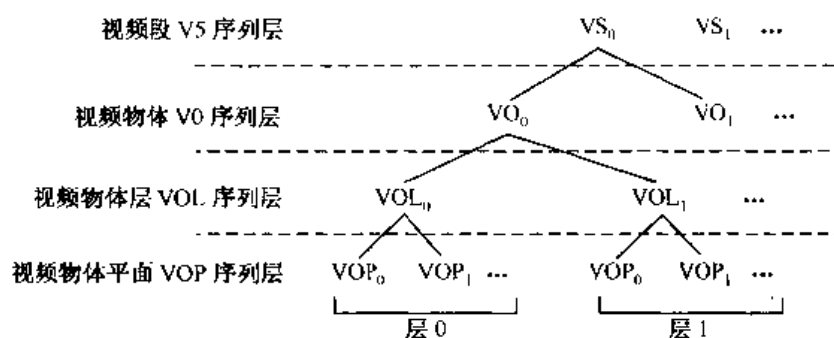 视频段 V5 序列层 VS₀ VS₁ ...
视频物体 V0 序列层 VO₀ VO₁ ...
视频物体层 VOL 序列层 VOL₀ VOL₁ ...
视频物体平面 VOP 序列层 VOP₀ VOP₁ ... VOP₀ VOP₁ ...
层 0 层 1